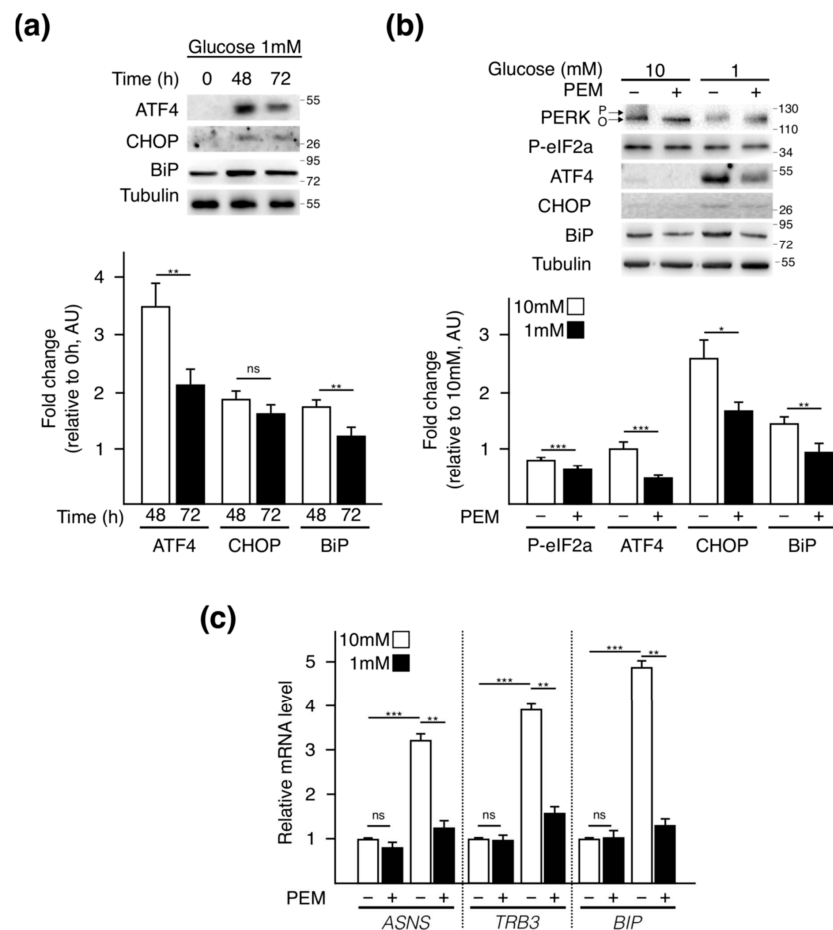 (a)
Glucose 1mM
Time (h) 0 48 72
ATF4 55
CHOP 26
BiP 95
72
Tubulin 55
4
3
2
1
Fold change
(relative to 0h, AU)
** ns **
Time (h) 48 72 48 72 48 72
ATF4 CHOP BiP
(b)
Glucose (mM) 10 1
PEM – + – +
PERK P O 130
110
P-eIF2a 34
ATF4 55
CHOP 26
BiP 95
72
Tubulin 55
10mM
1mM
3
2
1
Fold change
(relative to 10mM, AU)
*** *** * **
PEM – + – + – + – +
P-eIF2a ATF4 CHOP BiP
(c)
10mM
1mM
5
4
3
2
1
Relative mRNA level
ns *** ** ns *** ** ns *** **
PEM – + – + – + – + – + – +
ASNS TRB3 BIP